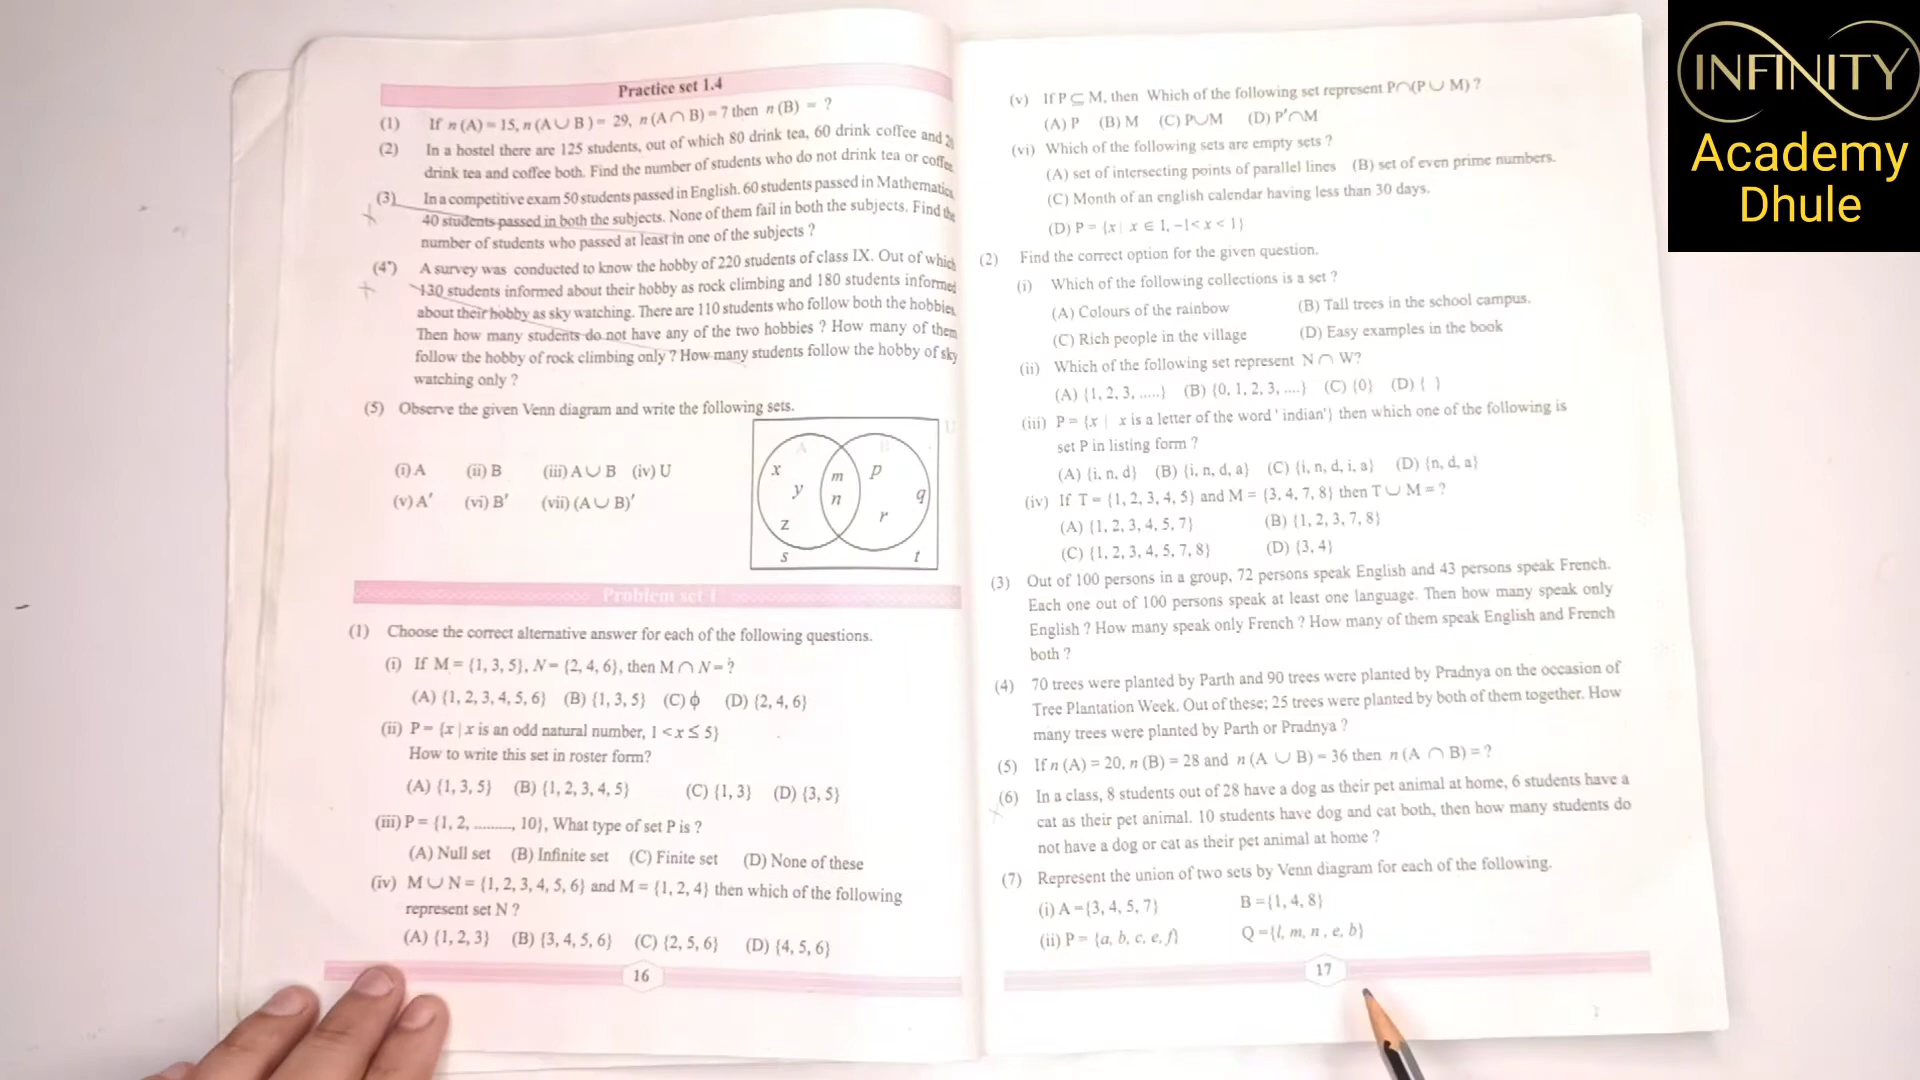 Practice set 1.4
(1) If n (A) = 15, n (A ∪ B ) = 29, n (A ∩ B) = 7 then n (B) = ?
(2) In a hostel there are 125 students, out of which 80 drink tea, 60 drink coffee and 20
drink tea and coffee both. Find the number of students who do not drink tea or coffee.
(3) In a competitive exam 50 students passed in English. 60 students passed in Mathematics.
40 students passed in both the subjects. None of them fail in both the subjects. Find the
number of students who passed at least in one of the subjects ?
(4*) A survey was conducted to know the hobby of 220 students of class IX. Out of which
130 students informed about their hobby as rock climbing and 180 students informed
about their hobby as sky watching. There are 110 students who follow both the hobbies.
Then how many students do not have any of the two hobbies ? How many of them
follow the hobby of rock climbing only ? How many students follow the hobby of sky
watching only ?
(5) Observe the given Venn diagram and write the following sets.
(i) A (ii) B (iii) A ∪ B (iv) U
(v) A′ (vi) B′ (vii) (A ∪ B)′
A B U
x y z m n p q r s t
Problem set 1
(1) Choose the correct alternative answer for each of the following questions.
(i) If M = {1, 3, 5}, N = {2, 4, 6}, then M ∩ N = ?
(A) {1, 2, 3, 4, 5, 6} (B) {1, 3, 5} (C) ϕ (D) {2, 4, 6}
(ii) P = {x | x is an odd natural number, 1 < x ≤ 5}
How to write this set in roster form?
(A) {1, 3, 5} (B) {1, 2, 3, 4, 5} (C) {1, 3} (D) {3, 5}
(iii) P = {1, 2, .........., 10}, What type of set P is ?
(A) Null set (B) Infinite set (C) Finite set (D) None of these
(iv) M ∪ N = {1, 2, 3, 4, 5, 6} and M = {1, 2, 4} then which of the following
represent set N ?
(A) {1, 2, 3} (B) {3, 4, 5, 6} (C) {2, 5, 6} (D) {4, 5, 6}
16
(v) If P ⊆ M, then Which of the following set represent P ∩ (P ∪ M) ?
(A) P (B) M (C) P∪M (D) P′∩M
(vi) Which of the following sets are empty sets ?
(A) set of intersecting points of parallel lines (B) set of even prime numbers.
(C) Month of an english calendar having less than 30 days.
(D) P = {x | x ∈ I, −1< x < 1}
(2) Find the correct option for the given question.
(i) Which of the following collections is a set ?
(A) Colours of the rainbow (B) Tall trees in the school campus.
(C) Rich people in the village (D) Easy examples in the book
(ii) Which of the following set represent N ∩ W?
(A) {1, 2, 3, .....} (B) {0, 1, 2, 3, ....} (C) {0} (D) { }
(iii) P = {x | x is a letter of the word ' indian'} then which one of the following is
set P in listing form ?
(A) {i, n, d} (B) {i, n, d, a} (C) {i, n, d, i, a} (D) {n, d, a}
(iv) If T = {1, 2, 3, 4, 5} and M = {3, 4, 7, 8} then T ∪ M = ?
(A) {1, 2, 3, 4, 5, 7} (B) {1, 2, 3, 7, 8}
(C) {1, 2, 3, 4, 5, 7, 8} (D) {3, 4}
(3) Out of 100 persons in a group, 72 persons speak English and 43 persons speak French.
Each one out of 100 persons speak at least one language. Then how many speak only
English ? How many speak only French ? How many of them speak English and French
both ?
(4) 70 trees were planted by Parth and 90 trees were planted by Pradnya on the occasion of
Tree Plantation Week. Out of these; 25 trees were planted by both of them together. How
many trees were planted by Parth or Pradnya ?
(5) If n (A) = 20, n (B) = 28 and n (A ∪ B) = 36 then n (A ∩ B) = ?
(6) In a class, 8 students out of 28 have a dog as their pet animal at home, 6 students have a
cat as their pet animal. 10 students have dog and cat both, then how many students do
not have a dog or cat as their pet animal at home ?
(7) Represent the union of two sets by Venn diagram for each of the following.
(i) A ={3, 4, 5, 7} B ={1, 4, 8}
(ii) P = {a, b, c, e, f} Q ={l, m, n , e, b}
17
INFINITY
Academy
Dhule